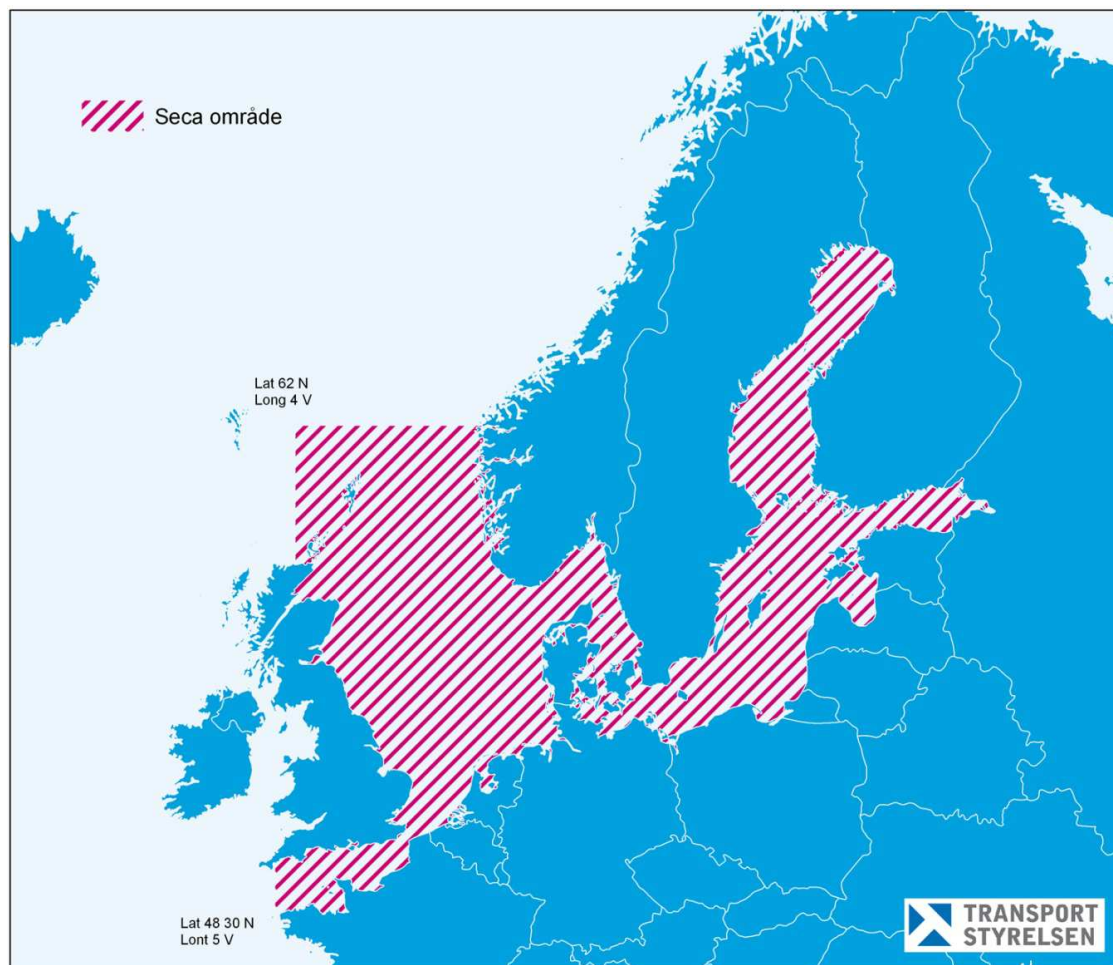 Seca område
Lat 62 N
Long 4 V
Lat 48 30 N
Lont 5 V
TRANSPORT
STYRELSEN